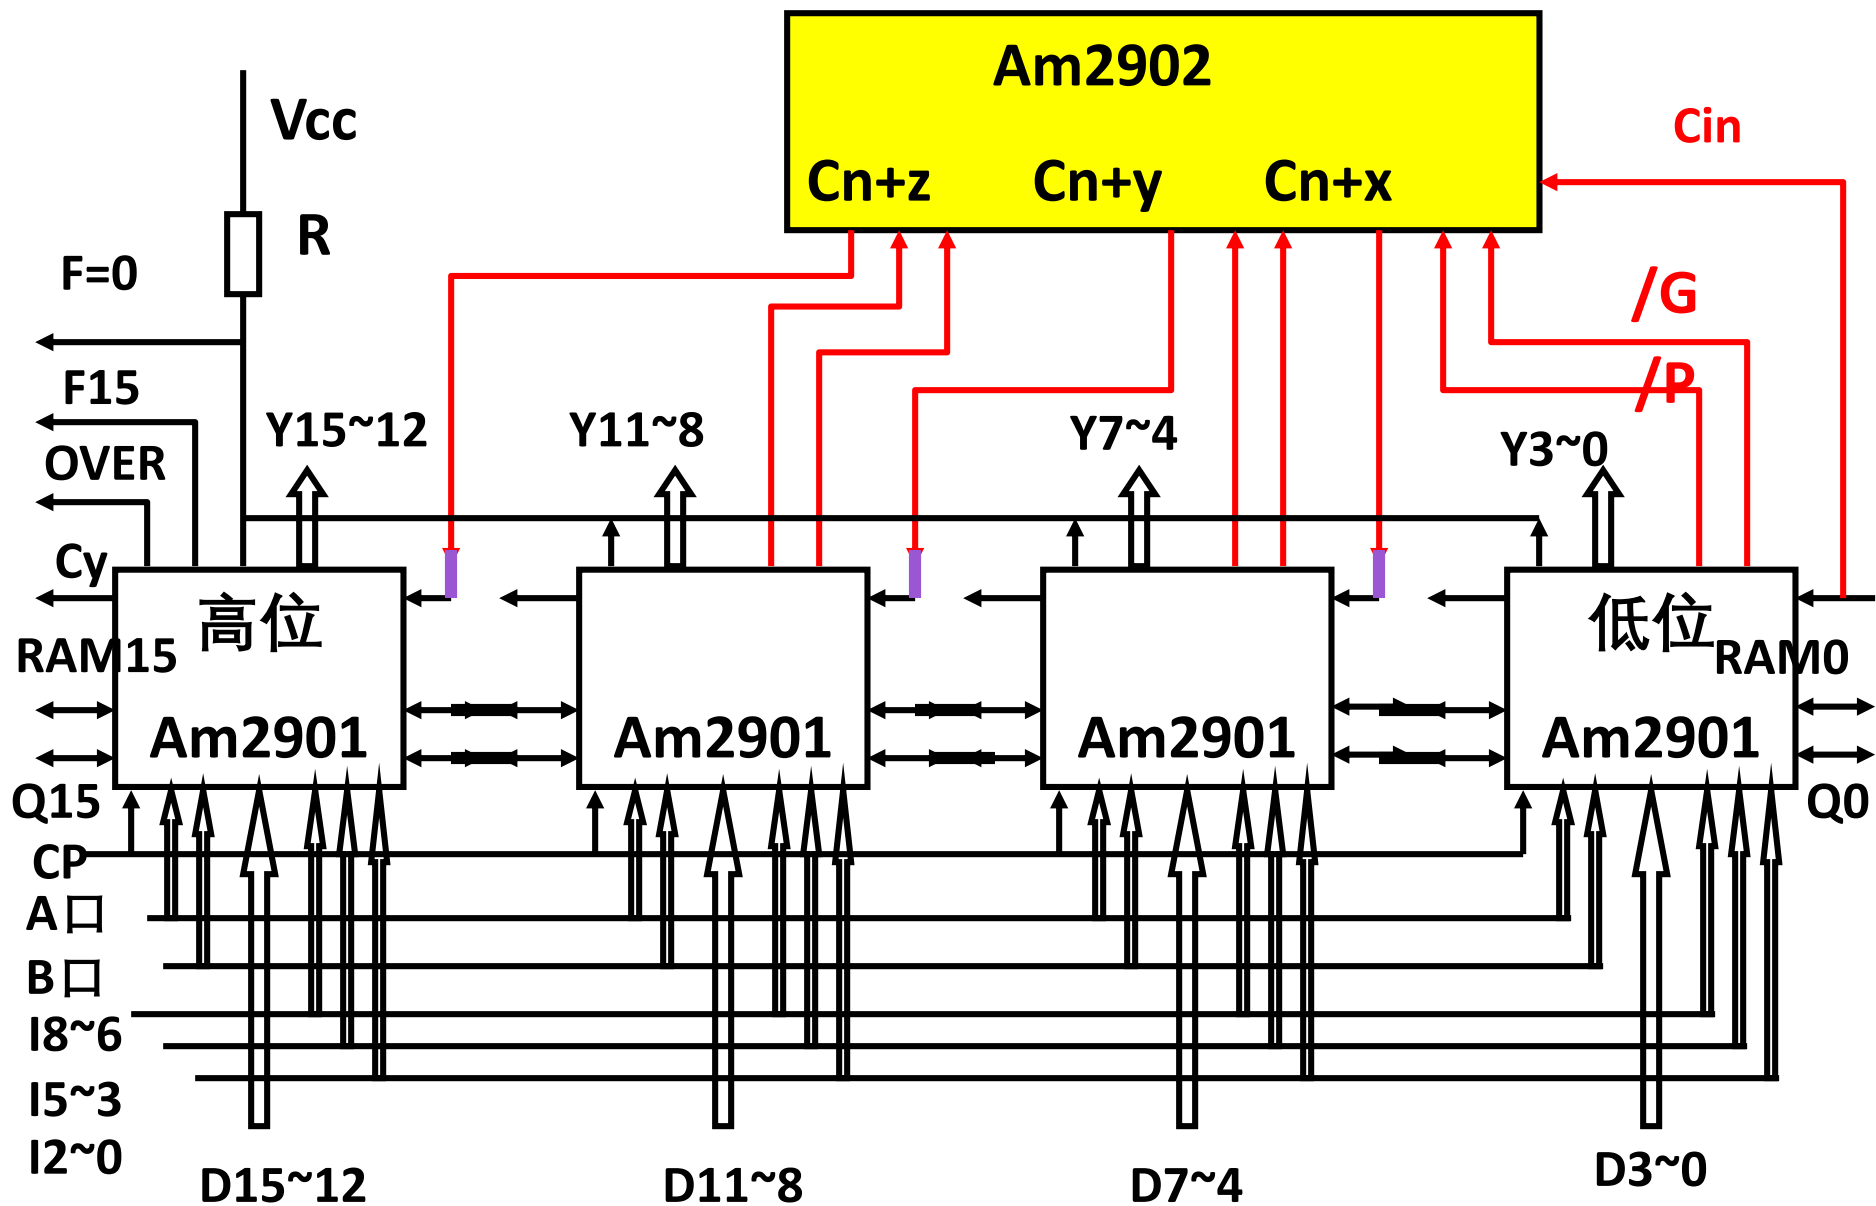 Am2902
Vcc
Cin
Cn+z Cn+y Cn+x
R
F=0
/G
F15
/P
Y15~12 Y11~8 Y7~4 Y3~0
OVER
Cy
高位 低位
RAM15 RAM0
Am2901 Am2901 Am2901 Am2901
Q15 Q0
CP
A口
B口
I8~6
I5~3
I2~0
D15~12 D11~8 D7~4 D3~0